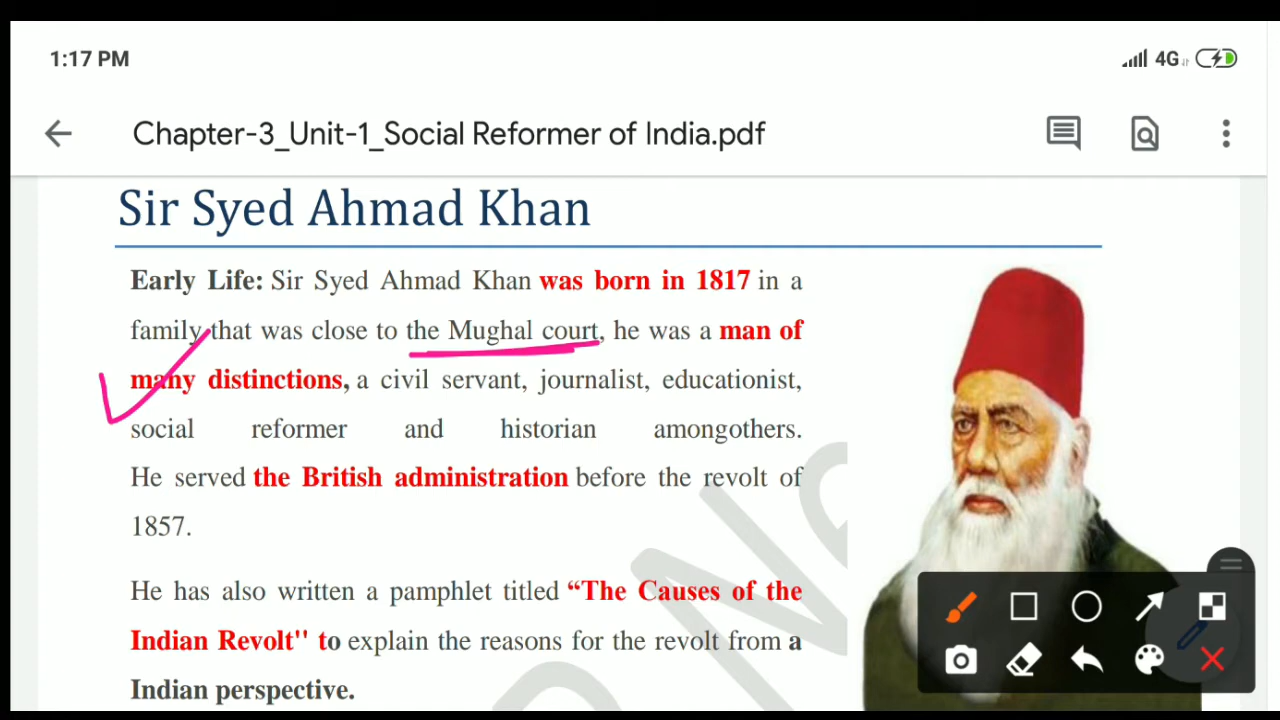 1:17 PM 4G
Chapter-3_Unit-1_Social Reformer of India.pdf
Sir Syed Ahmad Khan
Early Life: Sir Syed Ahmad Khan was born in 1817 in a
family that was close to the Mughal court, he was a man of
many distinctions, a civil servant, journalist, educationist,
social reformer and historian amongothers.
He served the British administration before the revolt of
1857.
He has also written a pamphlet titled “The Causes of the
Indian Revolt" to explain the reasons for the revolt from a
Indian perspective.